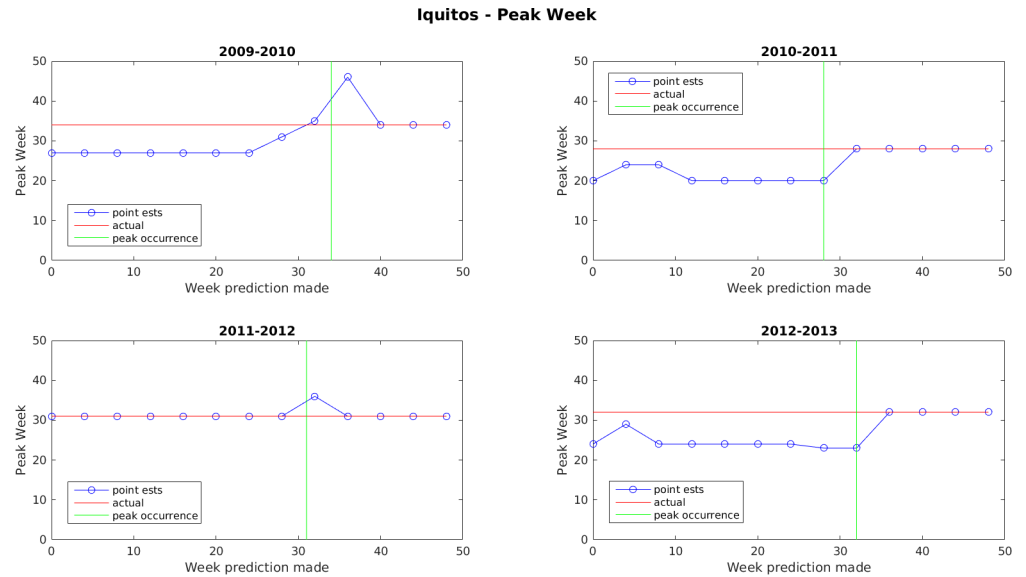 Iquitos - Peak Week
2009-2010
50
40
30
20
10
0
Peak Week
point ests
actual
peak occurrence
0 10 20 30 40 50
Week prediction made
2010-2011
50
40
30
20
10
0
Peak Week
point ests
actual
peak occurrence
0 10 20 30 40 50
Week prediction made
2011-2012
50
40
30
20
10
0
Peak Week
point ests
actual
peak occurrence
0 10 20 30 40 50
Week prediction made
2012-2013
50
40
30
20
10
0
Peak Week
point ests
actual
peak occurrence
0 10 20 30 40 50
Week prediction made